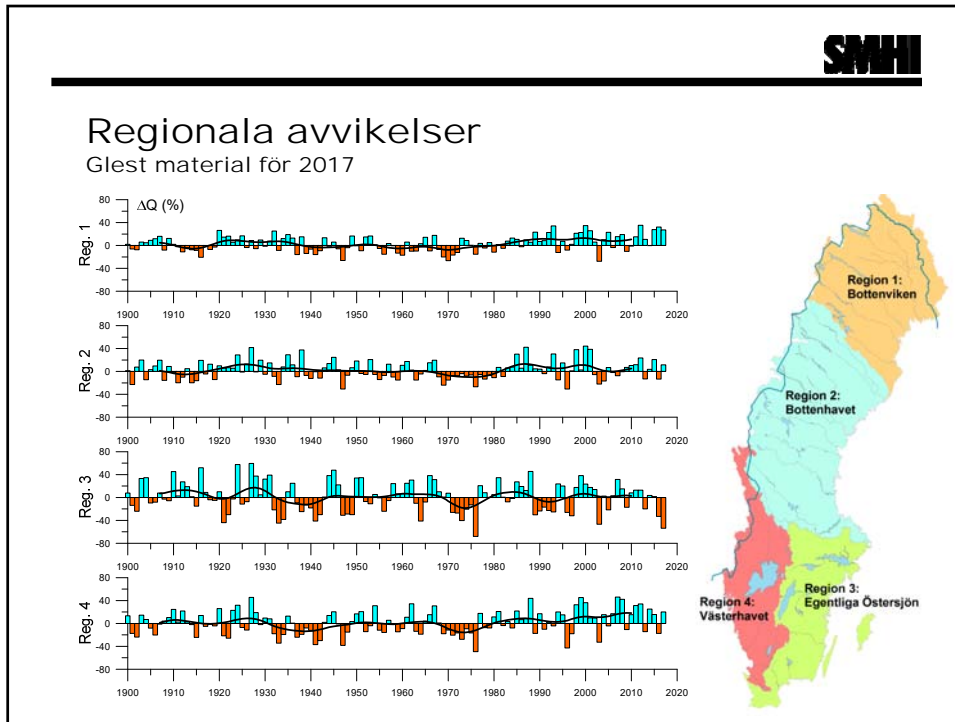 SMHI
Regionala avvikelser
Glest material för 2017
ΔQ (%)
Reg. 1
80
40
0
-40
-80
1900 1910 1920 1930 1940 1950 1960 1970 1980 1990 2000 2010 2020
Reg. 2
80
40
0
-40
-80
1900 1910 1920 1930 1940 1950 1960 1970 1980 1990 2000 2010 2020
Reg. 3
80
40
0
-40
-80
1900 1910 1920 1930 1940 1950 1960 1970 1980 1990 2000 2010 2020
Reg. 4
80
40
0
-40
-80
1900 1910 1920 1930 1940 1950 1960 1970 1980 1990 2000 2010 2020
Region 1:
Bottenviken
Region 2:
Bottenhavet
Region 3:
Egentliga Östersjön
Region 4:
Västerhavet